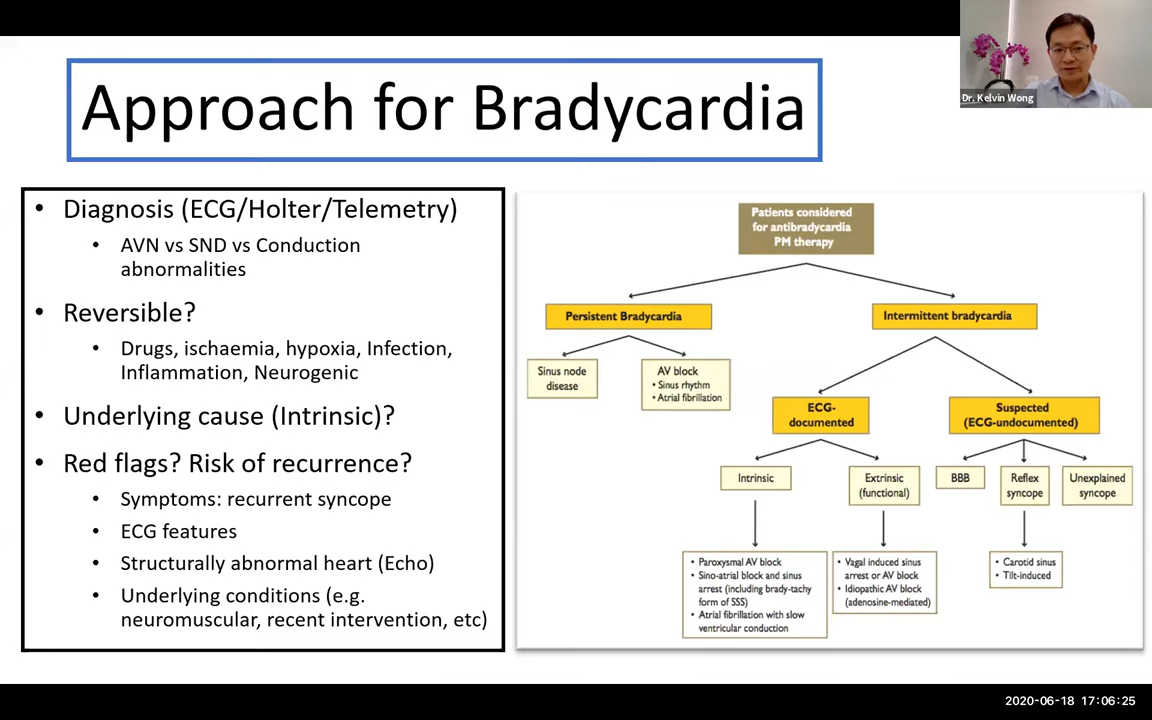 Dr. Kelvin Wong
Approach for Bradycardia
• Diagnosis (ECG/Holter/Telemetry)
• AVN vs SND vs Conduction
abnormalities
• Reversible?
• Drugs, ischaemia, hypoxia, Infection,
Inflammation, Neurogenic
• Underlying cause (Intrinsic)?
• Red flags? Risk of recurrence?
• Symptoms: recurrent syncope
• ECG features
• Structurally abnormal heart (Echo)
• Underlying conditions (e.g.
neuromuscular, recent intervention, etc)
Patients considered
for antibradycardia
PM therapy
Persistent Bradycardia
Intermittent bradycardia
Sinus node
disease
AV block
• Sinus rhythm
• Atrial fibrillation
ECG-
documented
Suspected
(ECG-undocumented)
Intrinsic
Extrinsic
(functional)
BBB
Reflex
syncope
Unexplained
syncope
• Paroxysmal AV block
• Sino-atrial block and sinus
arrest (including brady-tachy
form of SSS)
• Atrial fibrillation with slow
ventricular conduction
• Vagal induced sinus
arrest or AV block
• Idiopathic AV block
(adenosine-mediated)
• Carotid sinus
• Tilt-induced
2020-06-18 17:06:25